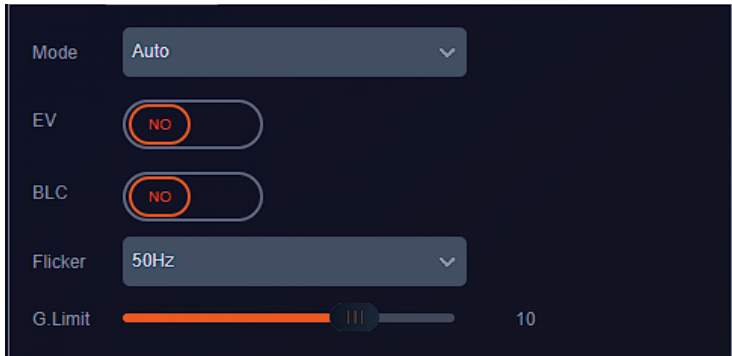 Mode Auto
EV NO
BLC NO
Flicker 50Hz
G.Limit 10